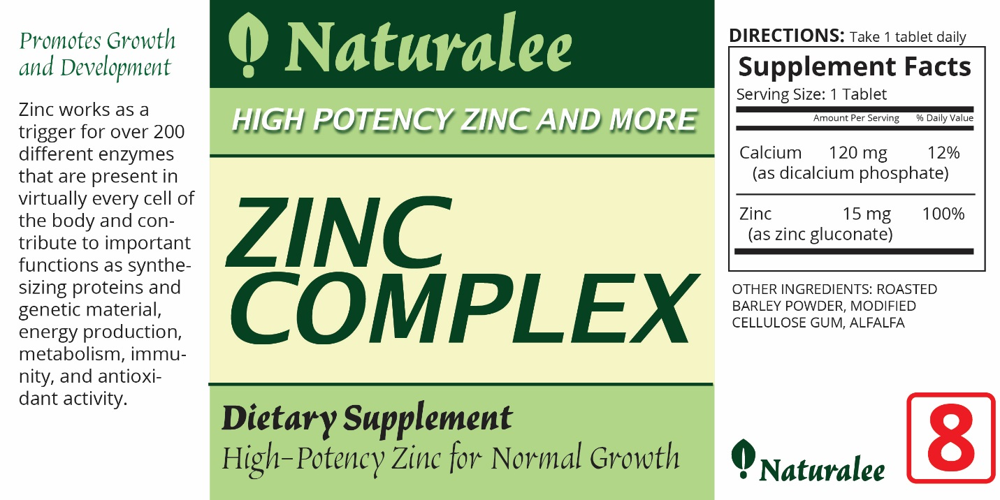 Promotes Growth
and Development
Zinc works as a
trigger for over 200
different enzymes
that are present in
virtually every cell of
the body and con-
tribute to important
functions as synthe-
sizing proteins and
genetic material,
energy production,
metabolism, immu-
nity, and antioxi-
dant activity.
Naturalee
HIGH POTENCY ZINC AND MORE
ZINC
COMPLEX
Dietary Supplement
High-Potency Zinc for Normal Growth
DIRECTIONS: Take 1 tablet daily
Supplement Facts
Serving Size: 1 Tablet
Amount Per Serving % Daily Value
Calcium 120 mg 12%
(as dicalcium phosphate)
Zinc 15 mg 100%
(as zinc gluconate)
OTHER INGREDIENTS: ROASTED
BARLEY POWDER, MODIFIED
CELLULOSE GUM, ALFALFA
Naturalee
8